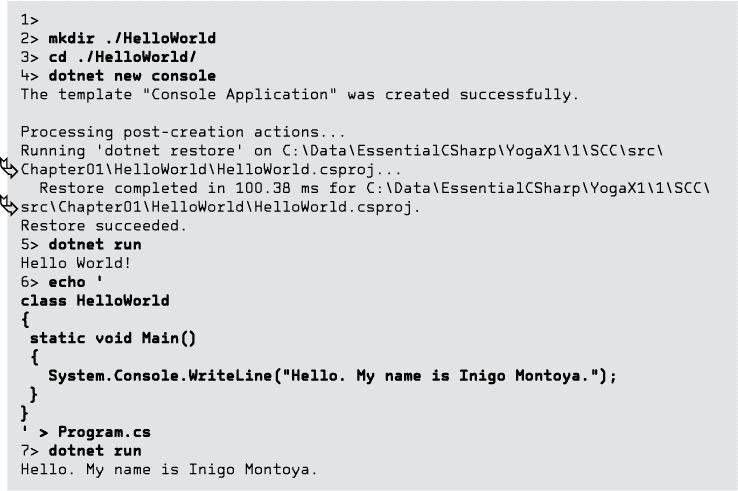 1>
2> mkdir ./HelloWorld
3> cd ./HelloWorld/
4> dotnet new console
The template "Console Application" was created successfully.

Processing post-creation actions...
Running 'dotnet restore' on C:\Data\EssentialCSharp\YogaX1\1\SCC\src\
Chapter01\HelloWorld\HelloWorld.csproj...
  Restore completed in 100.38 ms for C:\Data\EssentialCSharp\YogaX1\1\SCC\
src\Chapter01\HelloWorld\HelloWorld.csproj.
Restore succeeded.
5> dotnet run
Hello World!
6> echo '
class HelloWorld
{
 static void Main()
 {
   System.Console.WriteLine("Hello. My name is Inigo Montoya.");
 }
}
' > Program.cs
7> dotnet run
Hello. My name is Inigo Montoya.